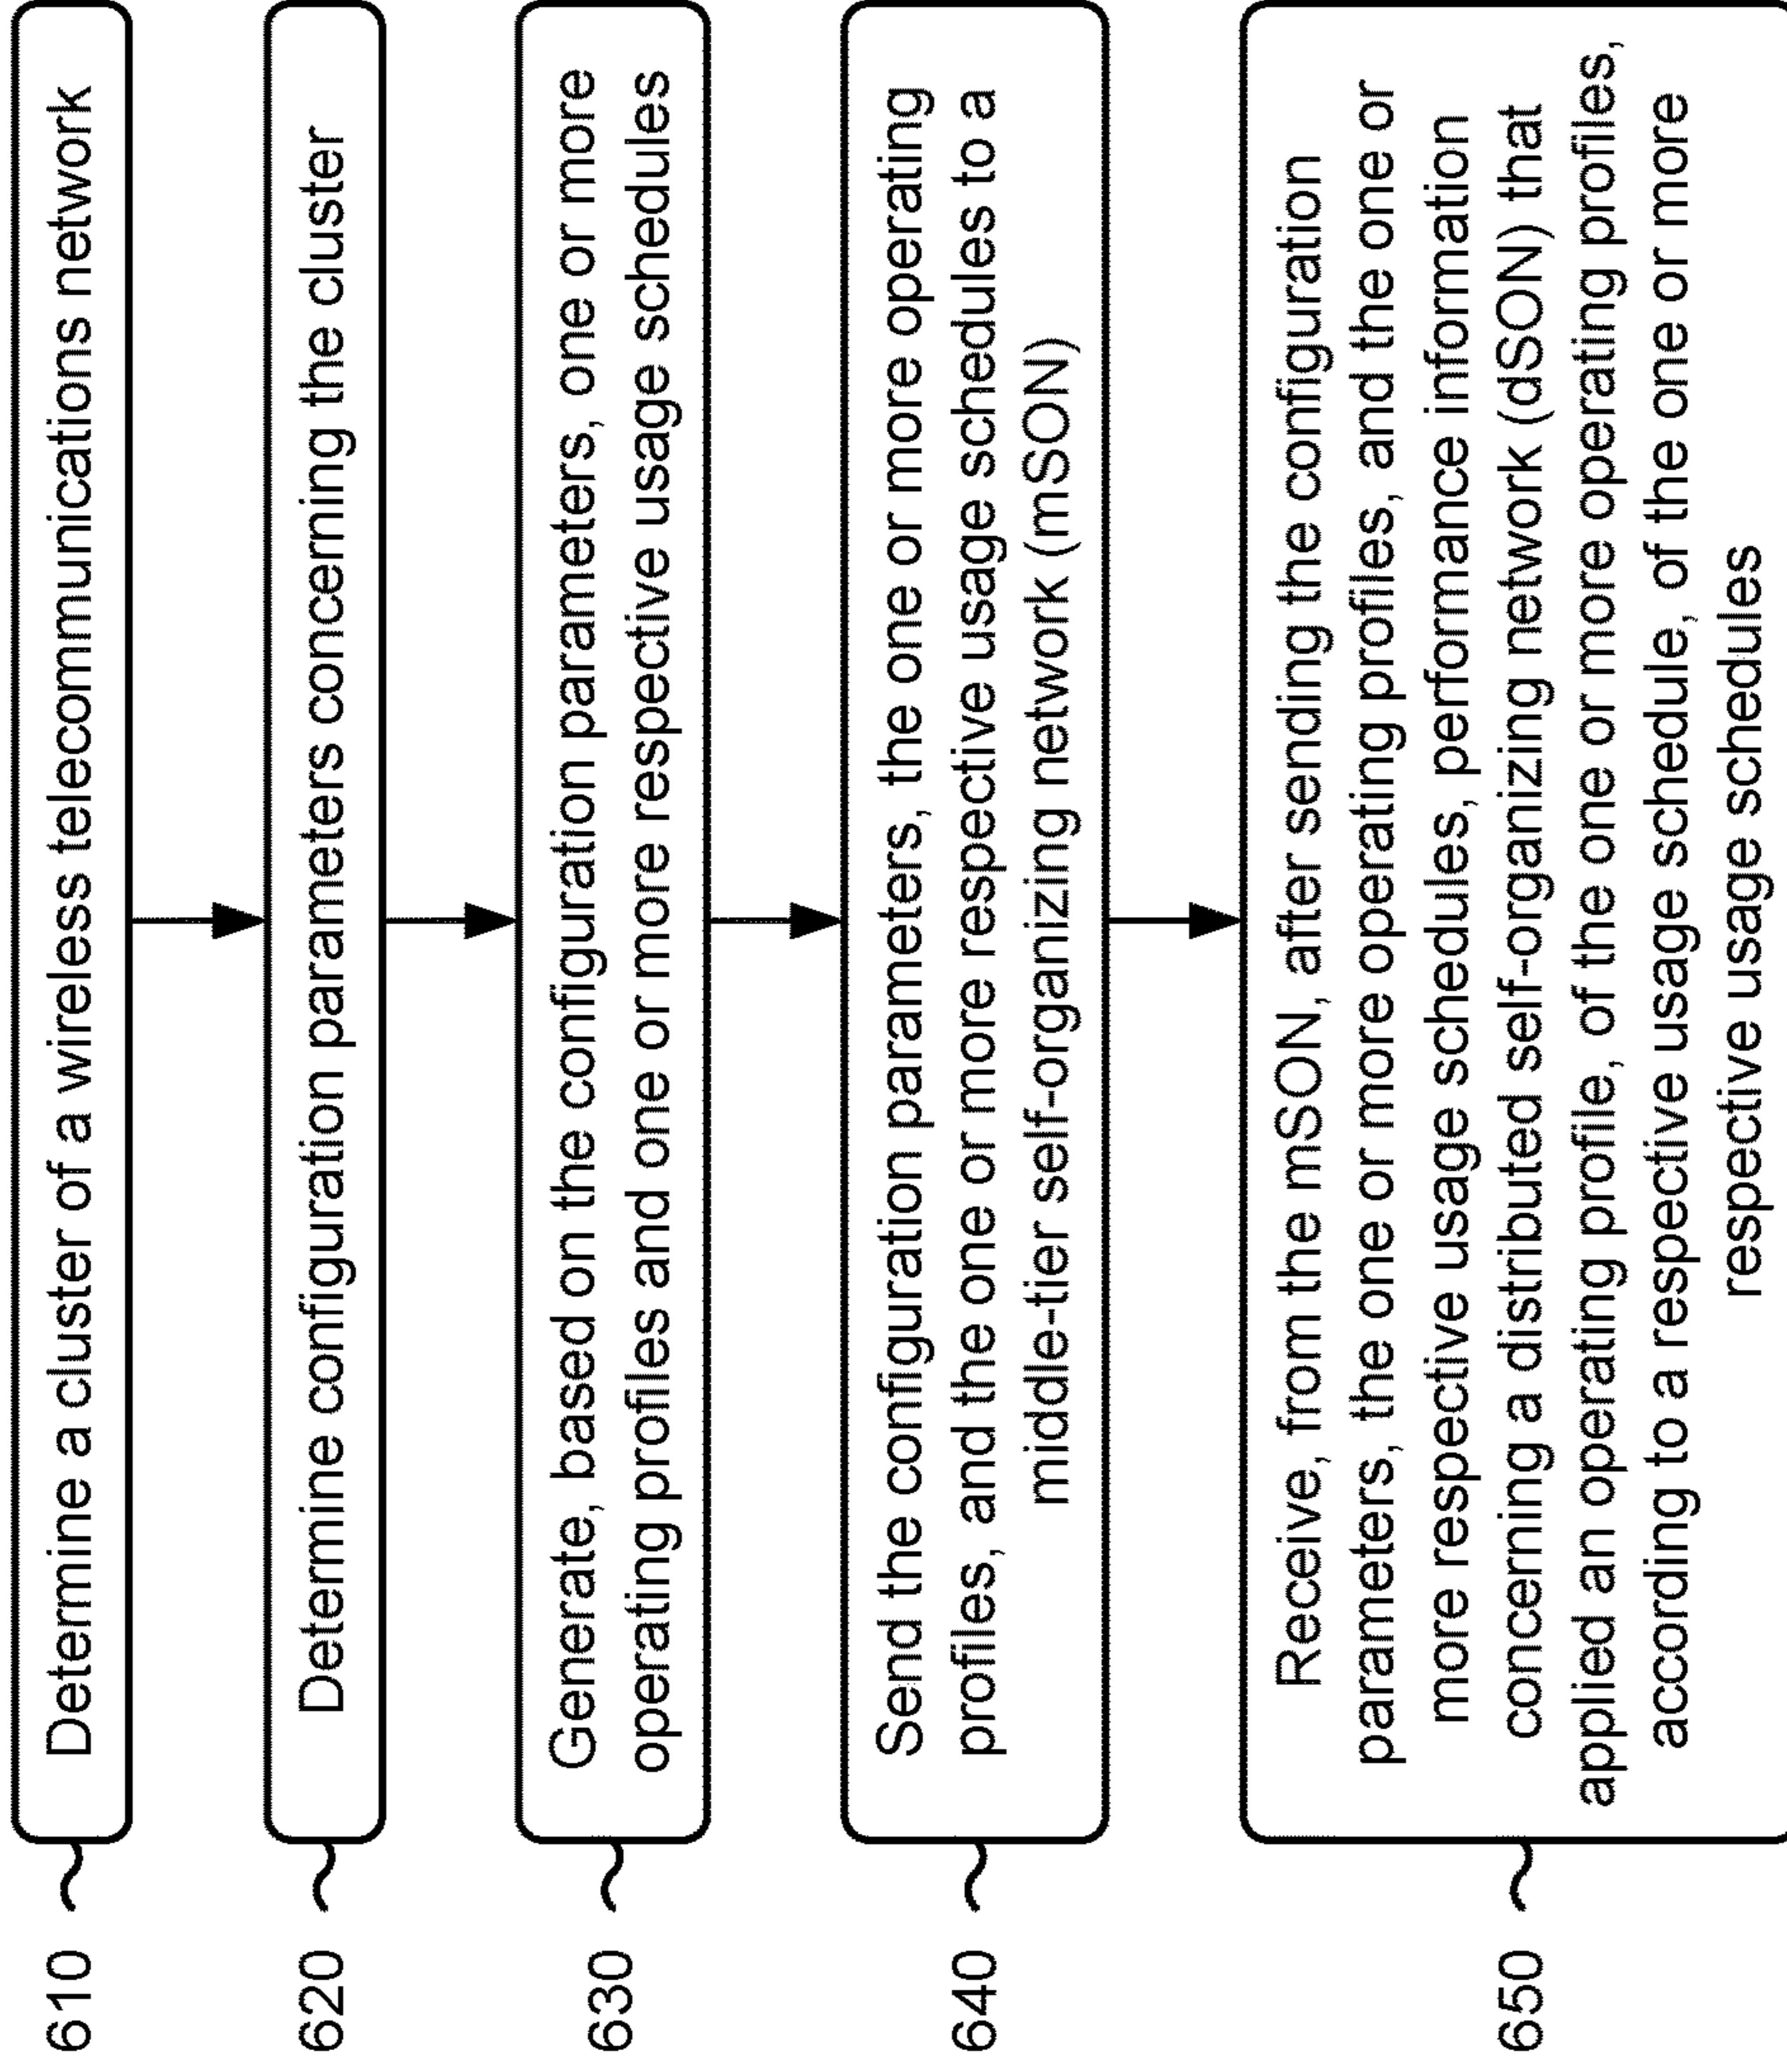 610
Determine a cluster of a wireless telecommunications network
620
Determine configuration parameters concerning the cluster
630
Generate, based on the configuration parameters, one or more
operating profiles and one or more respective usage schedules
640
Send the configuration parameters, the one or more operating
profiles, and the one or more respective usage schedules to a
middle-tier self-organizing network (mSON)
650
Receive, from the mSON, after sending the configuration
parameters, the one or more operating profiles, and the one or
more respective usage schedules, performance information
concerning a distributed self-organizing network (dSON) that
applied an operating profile, of the one or more operating profiles,
according to a respective usage schedule, of the one or more
respective usage schedules